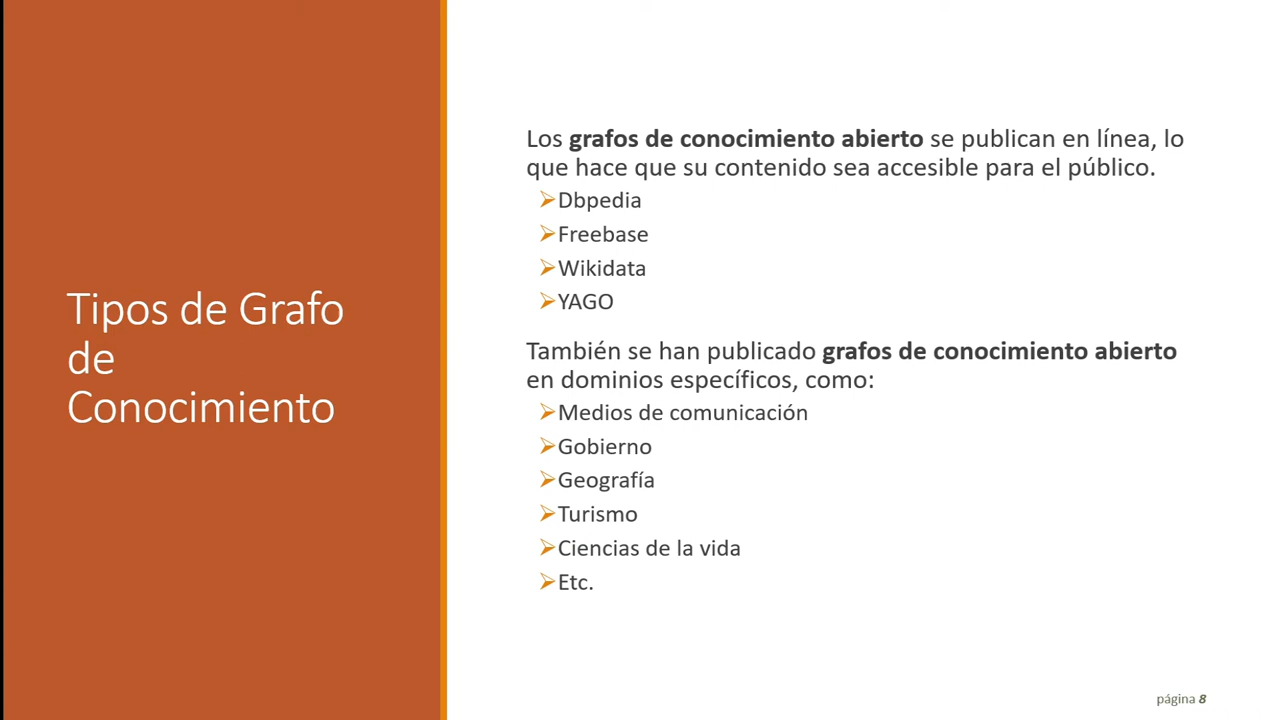 Tipos de Grafo
de
Conocimiento
Los grafos de conocimiento abierto se publican en línea, lo
que hace que su contenido sea accesible para el público.
➢Dbpedia
➢Freebase
➢Wikidata
➢YAGO
También se han publicado grafos de conocimiento abierto
en dominios específicos, como:
➢Medios de comunicación
➢Gobierno
➢Geografía
➢Turismo
➢Ciencias de la vida
➢Etc.
página 8